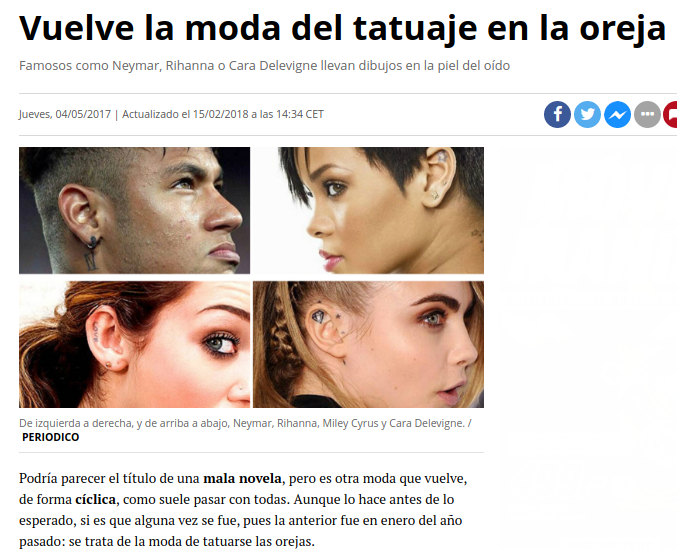 Vuelve la moda del tatuaje en la oreja
Famosos como Neymar, Rihanna o Cara Delevigne llevan dibujos en la piel del oído
Jueves, 04/05/2017 | Actualizado el 15/02/2018 a las 14:34 CET
De izquierda a derecha, y de arriba a abajo, Neymar, Rihanna, Miley Cyrus y Cara Delevigne. /
PERIODICO
Podría parecer el título de una mala novela, pero es otra moda que vuelve,
de forma cíclica, como suele pasar con todas. Aunque lo hace antes de lo
esperado, si es que alguna vez se fue, pues la anterior fue en enero del año
pasado: se trata de la moda de tatuarse las orejas.